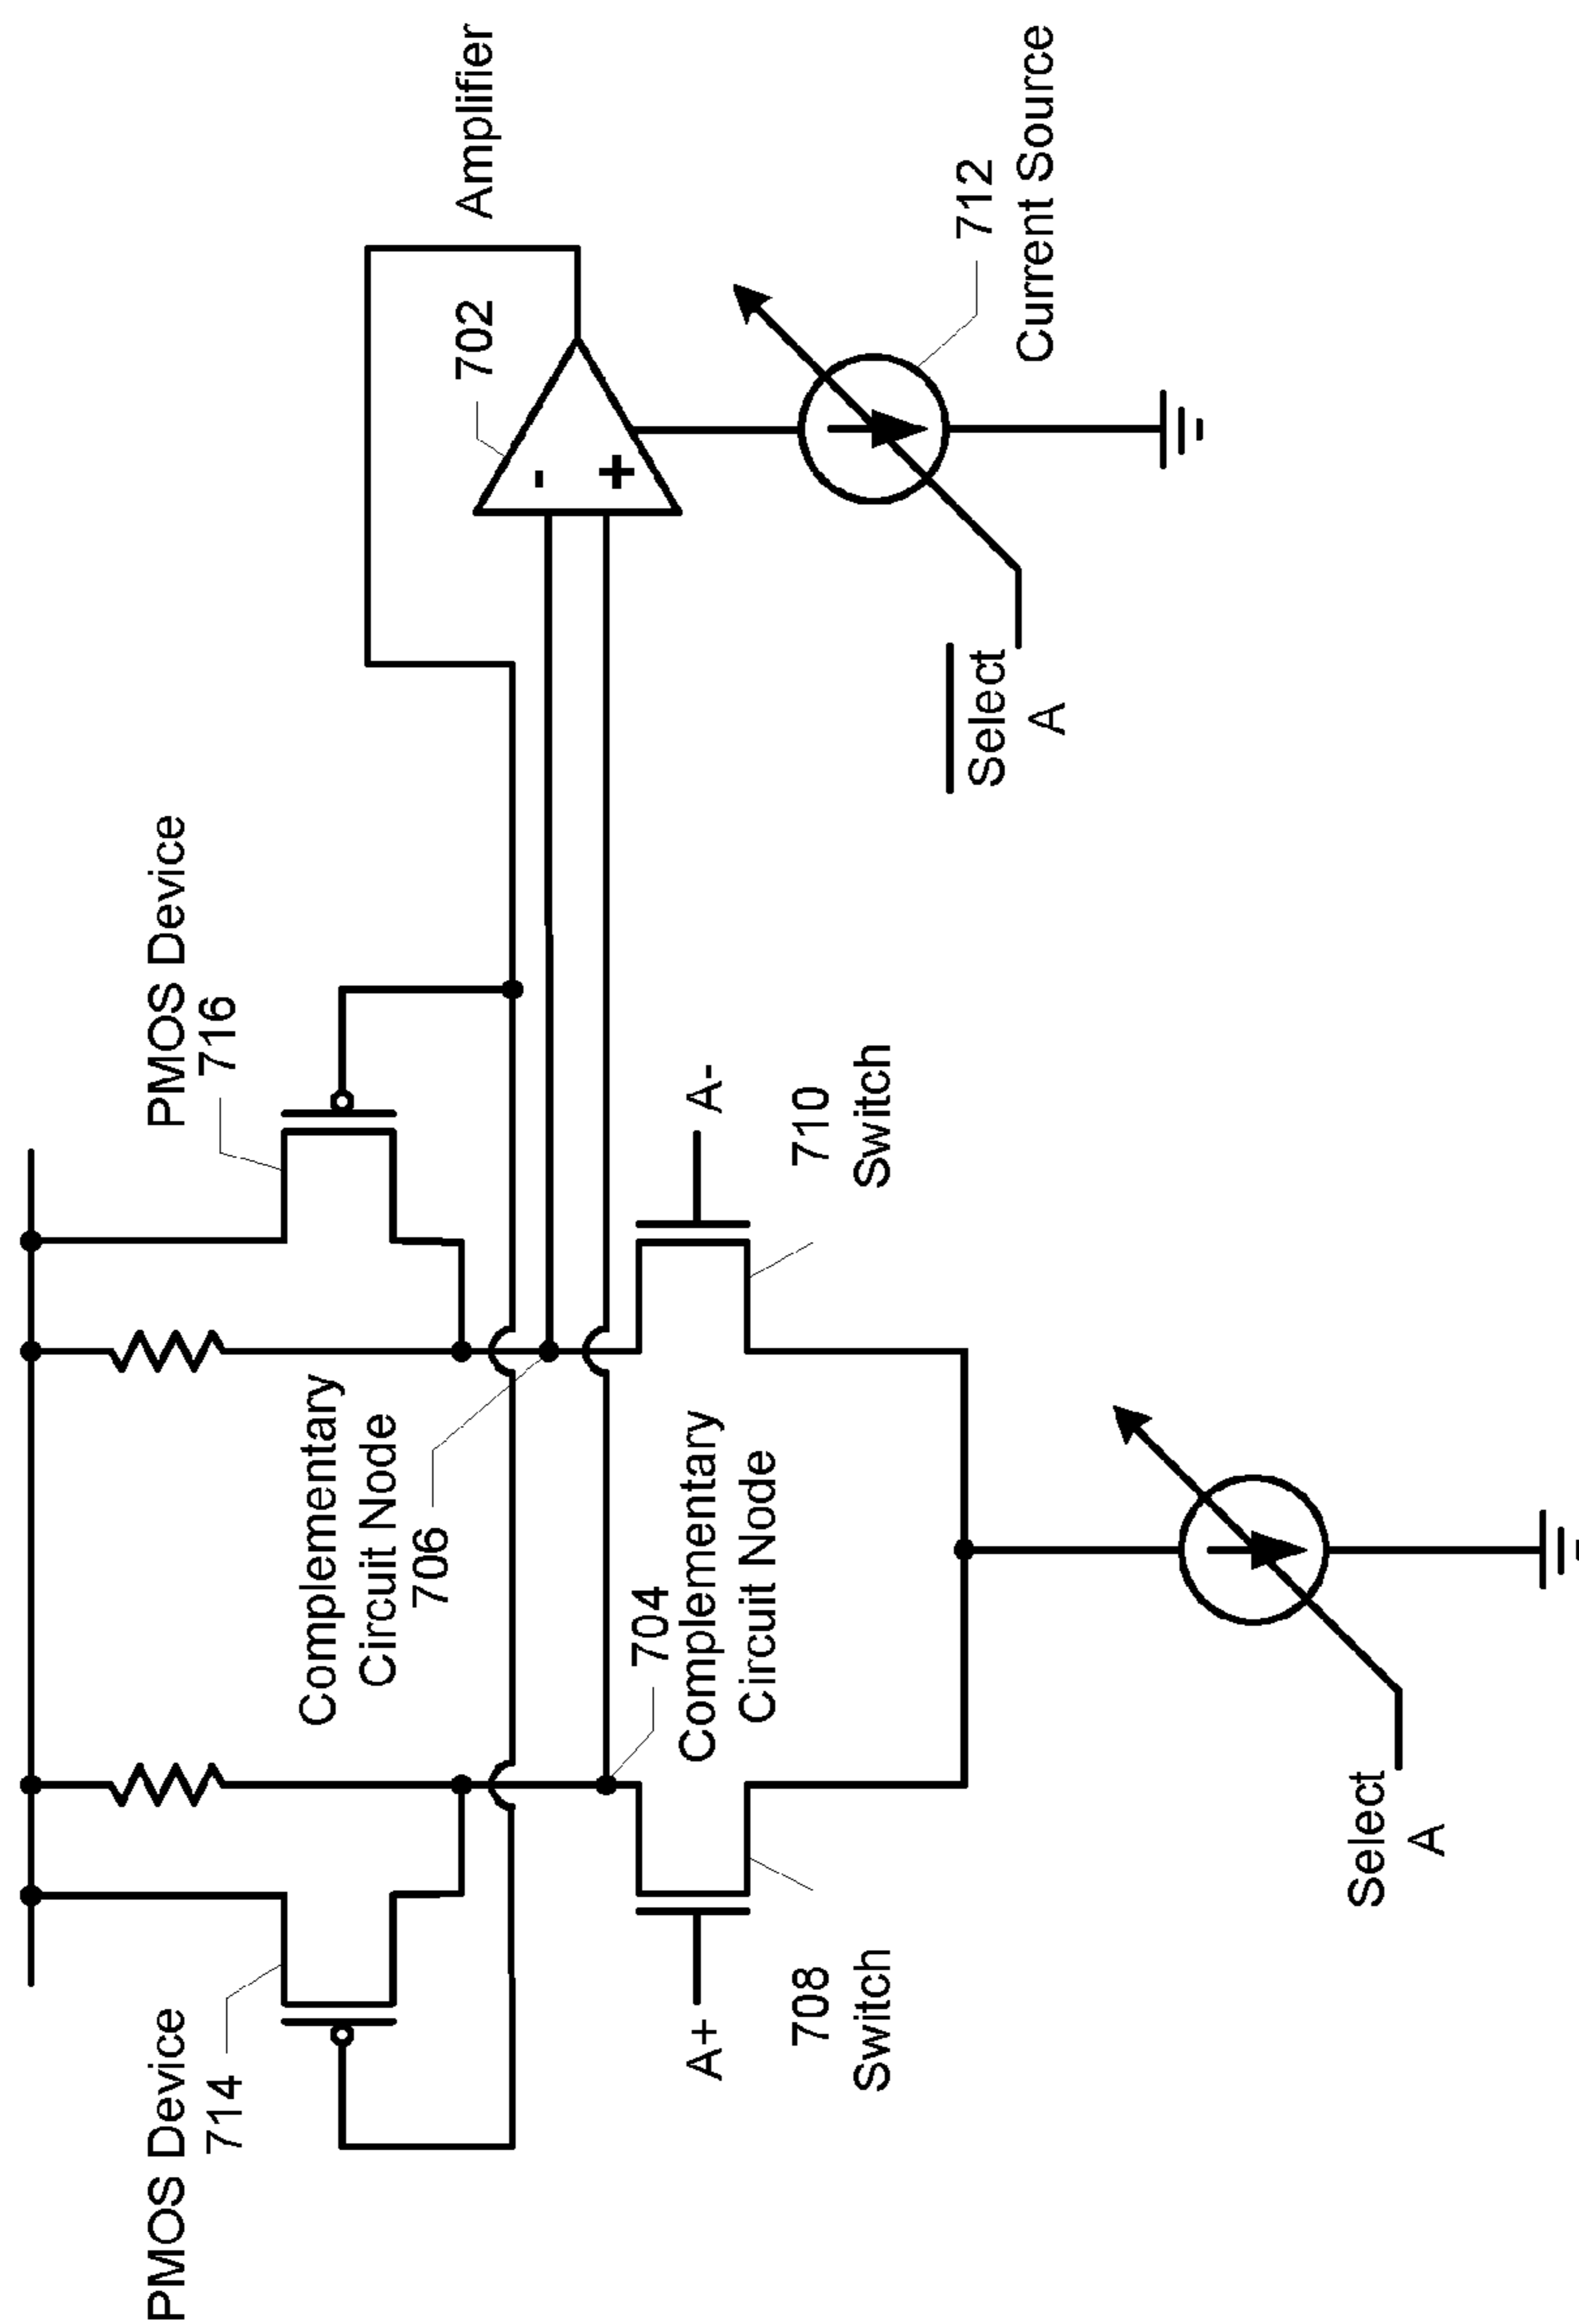 PMOS Device
714
PMOS Device
716
Complementary
Circuit Node
706
Amplifier
702
-
+
704
Complementary
Circuit Node
A+
A-
708
Switch
710
Switch
712
Current Source
Select
A
Select
A